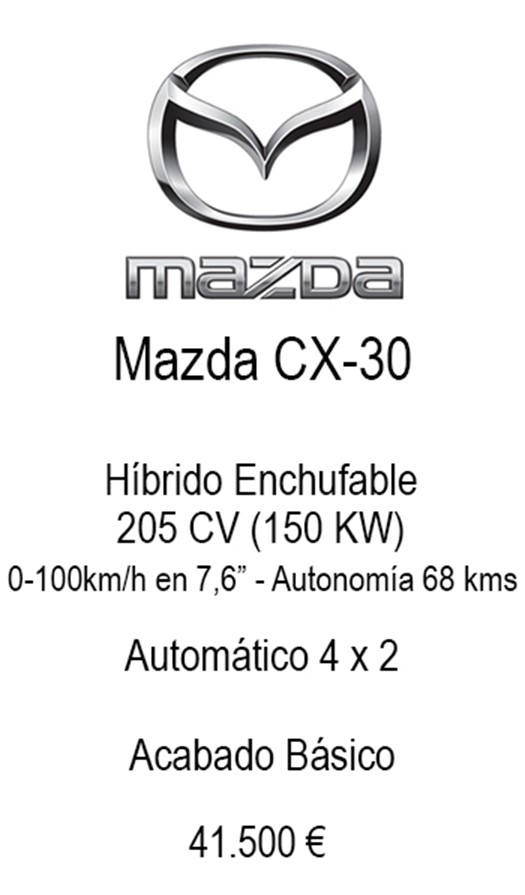 mazda
Mazda CX-30
Híbrido Enchufable
205 CV (150 KW)
0-100km/h en 7,6” - Autonomía 68 kms
Automático 4 x 2
Acabado Básico
41.500 €